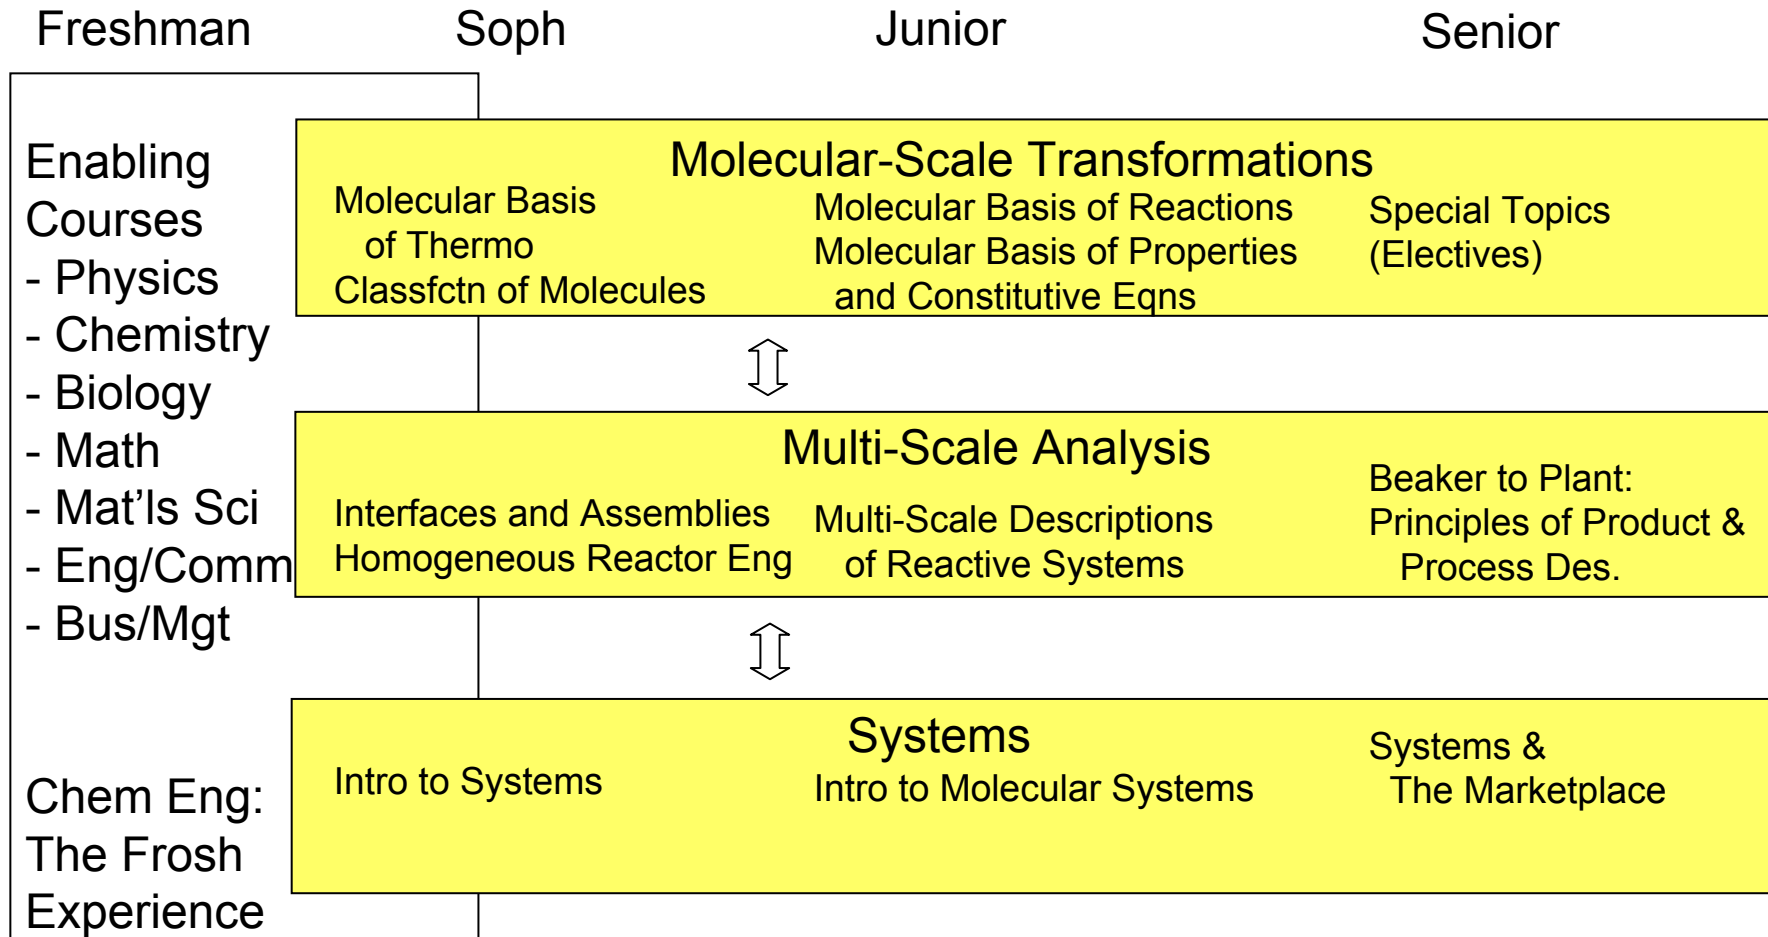 Freshman
Soph
Junior
Senior
Enabling
Courses
- Physics
- Chemistry
- Biology
- Math
- Mat'ls Sci
- Eng/Comm
- Bus/Mgt
Chem Eng:
The Frosh
Experience
Molecular-Scale Transformations
Molecular Basis
of Thermo
Classfctn of Molecules
Molecular Basis of Reactions
Molecular Basis of Properties
and Constitutive Eqns
Special Topics
(Electives)
Multi-Scale Analysis
Interfaces and Assemblies
Homogeneous Reactor Eng
Multi-Scale Descriptions
of Reactive Systems
Beaker to Plant:
Principles of Product &
Process Des.
Systems
Intro to Systems
Intro to Molecular Systems
Systems &
The Marketplace